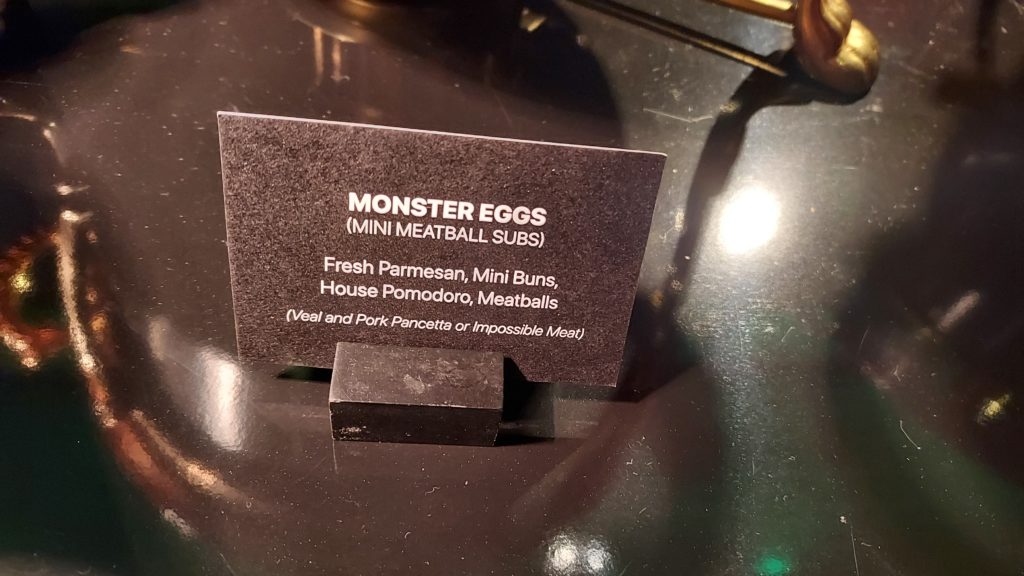 MONSTER EGGS
(MINI MEATBALL SUBS)
Fresh Parmesan, Mini Buns,
House Pomodoro, Meatballs
(Veal and Pork Pancetta or Impossible Meat)